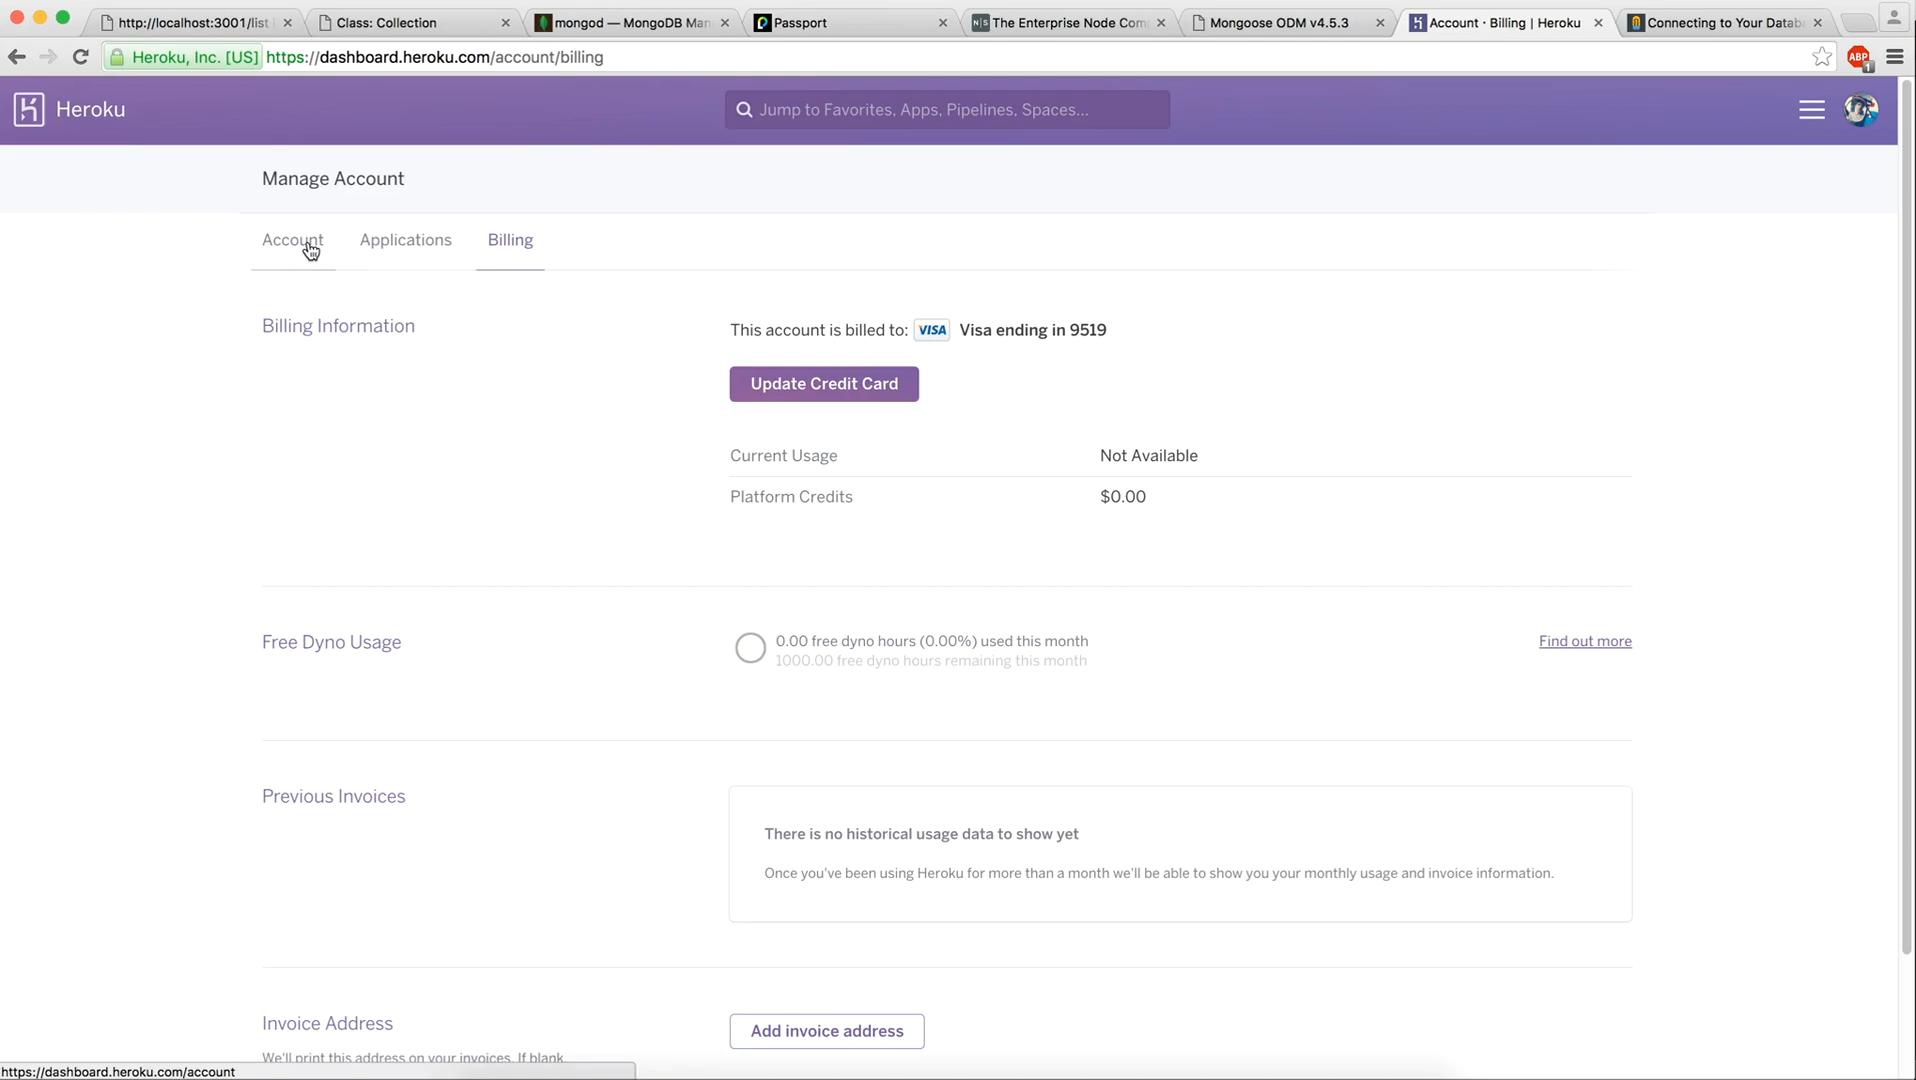 http://localhost:3001/list
Class: Collection
mongod — MongoDB Man
Passport
The Enterprise Node Com
Mongoose ODM v4.5.3
Account · Billing | Heroku
Connecting to Your Databa
Heroku, Inc. [US] https://dashboard.heroku.com/account/billing
ABP
1
Heroku
Jump to Favorites, Apps, Pipelines, Spaces...
Manage Account
Account
Applications
Billing
Billing Information
This account is billed to: VISA Visa ending in 9519
Update Credit Card
Current Usage Not Available
Platform Credits $0.00
Free Dyno Usage
0.00 free dyno hours (0.00%) used this month
Find out more
1000.00 free dyno hours remaining this month
Previous Invoices
There is no historical usage data to show yet
Once you've been using Heroku for more than a month we'll be able to show you your monthly usage and invoice information.
Invoice Address
Add invoice address
We'll print this address on your invoices. If blank,
https://dashboard.heroku.com/account